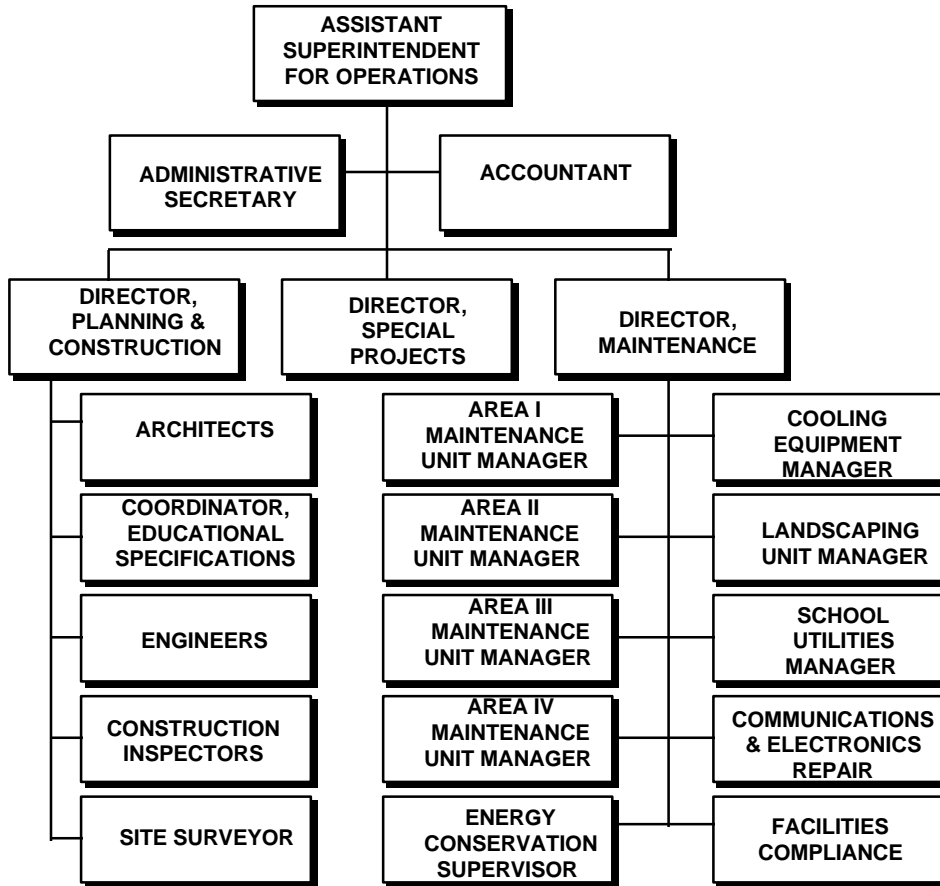 ASSISTANT
SUPERINTENDENT
FOR OPERATIONS
ADMINISTRATIVE
SECRETARY
ACCOUNTANT
DIRECTOR,
PLANNING &
CONSTRUCTION
DIRECTOR,
SPECIAL
PROJECTS
DIRECTOR,
MAINTENANCE
ARCHITECTS
COORDINATOR,
EDUCATIONAL
SPECIFICATIONS
ENGINEERS
CONSTRUCTION
INSPECTORS
SITE SURVEYOR
AREA I
MAINTENANCE
UNIT MANAGER
AREA II
MAINTENANCE
UNIT MANAGER
AREA III
MAINTENANCE
UNIT MANAGER
AREA IV
MAINTENANCE
UNIT MANAGER
ENERGY
CONSERVATION
SUPERVISOR
COOLING
EQUIPMENT
MANAGER
LANDSCAPING
UNIT MANAGER
SCHOOL
UTILITIES
MANAGER
COMMUNICATIONS
& ELECTRONICS
REPAIR
FACILITIES
COMPLIANCE